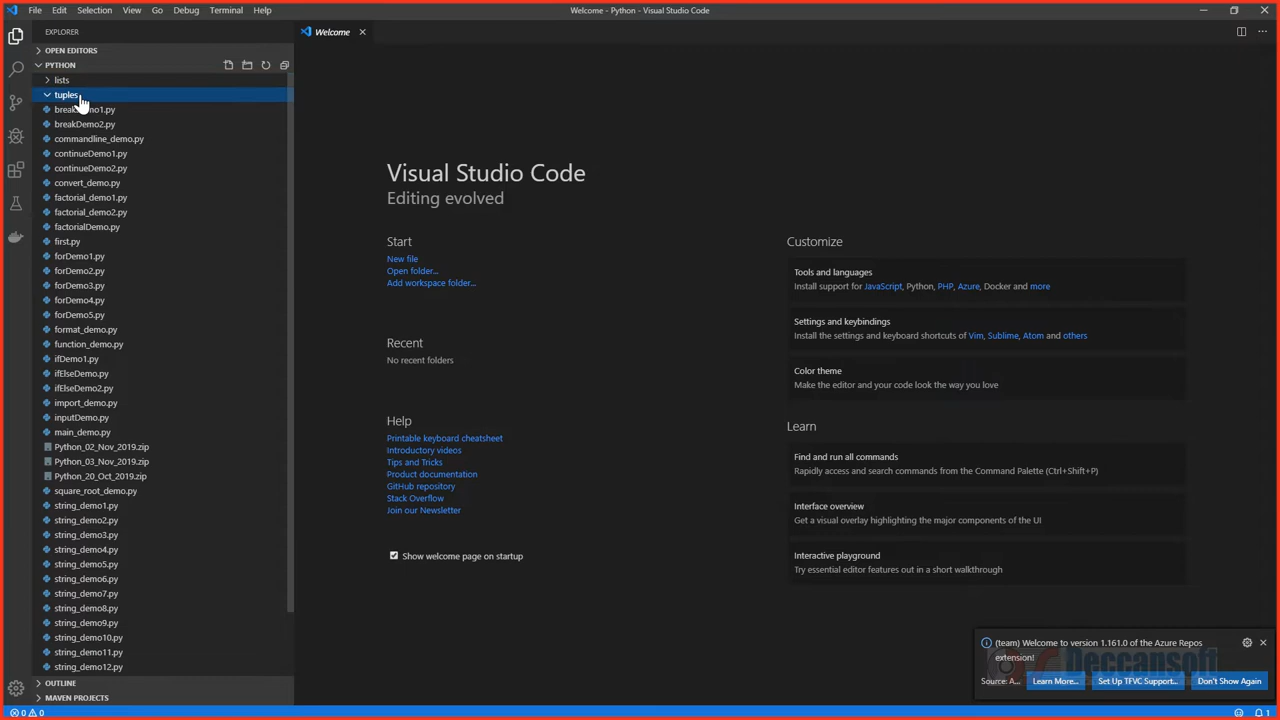 File Edit Selection View Go Debug Terminal Help
Welcome - Python - Visual Studio Code
EXPLORER
Welcome
OPEN EDITORS
PYTHON
lists
tuples
breakDemo1.py
breakDemo2.py
commandline_demo.py
continueDemo1.py
continueDemo2.py
convert_demo.py
factorial_demo1.py
factorial_demo2.py
factorialDemo.py
first.py
forDemo1.py
forDemo2.py
forDemo3.py
forDemo4.py
forDemo5.py
format_demo.py
function_demo.py
ifDemo1.py
ifElseDemo.py
ifElseDemo2.py
import_demo.py
inputDemo.py
main_demo.py
Python_02_Nov_2019.zip
Python_03_Nov_2019.zip
Python_20_Oct_2019.zip
square_root_demo.py
string_demo1.py
string_demo2.py
string_demo3.py
string_demo4.py
string_demo5.py
string_demo6.py
string_demo7.py
string_demo8.py
string_demo9.py
string_demo10.py
string_demo11.py
string_demo12.py
OUTLINE
MAVEN PROJECTS
Visual Studio Code
Editing evolved
Start
New file
Open folder...
Add workspace folder...
Recent
No recent folders
Help
Printable keyboard cheatsheet
Introductory videos
Tips and Tricks
Product documentation
GitHub repository
Stack Overflow
Join our Newsletter
Show welcome page on startup
Customize
Tools and languages
Install support for JavaScript, Python, PHP, Azure, Docker and more
Settings and keybindings
Install the settings and keyboard shortcuts of Vim, Sublime, Atom and others
Color theme
Make the editor and your code look the way you love
Learn
Find and run all commands
Rapidly access and search commands from the Command Palette (Ctrl+Shift+P)
Interface overview
Get a visual overlay highlighting the major components of the UI
Interactive playground
Try essential editor features out in a short walkthrough
(team) Welcome to version 1.161.0 of the Azure Repos
extension!
Deccansoft
Source: A... Learn More... Set Up TFVC Support... Don't Show Again
0 0
1